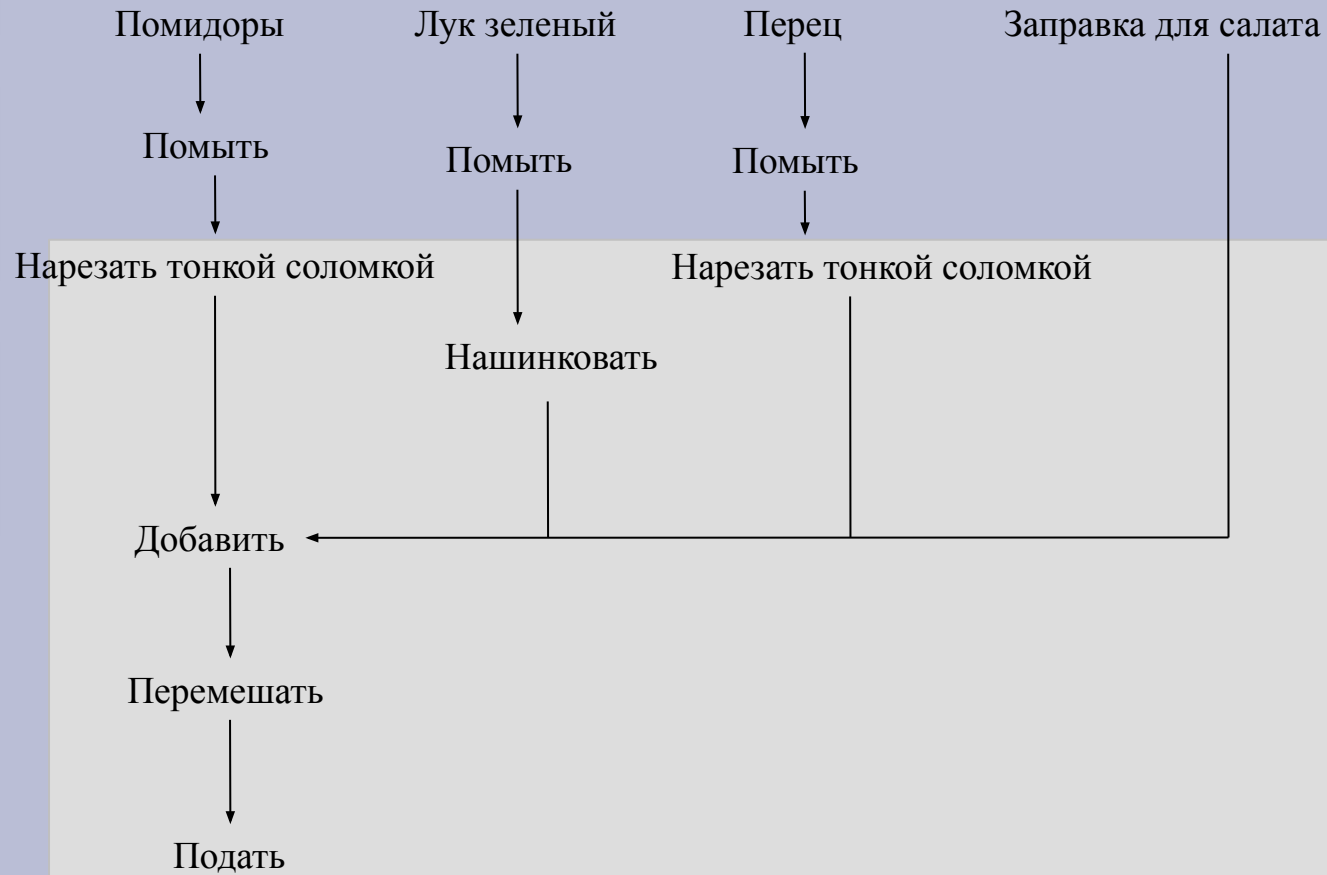 Помидоры
Лук зеленый
Перец
Заправка для салата
Помыть
Помыть
Помыть
Нарезать тонкой соломкой
Нарезать тонкой соломкой
Нашинковать
Добавить
Перемешать
Подать